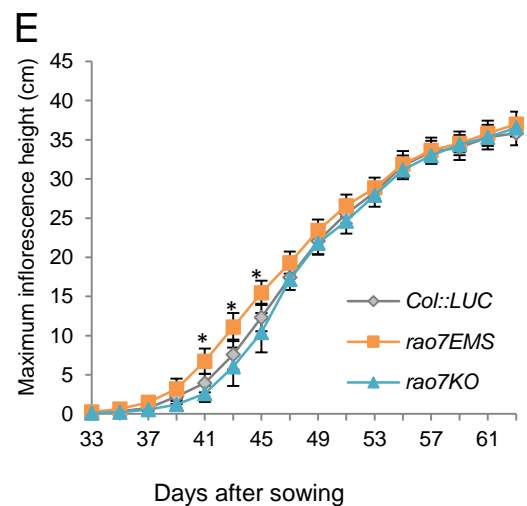 E
Maximum inflorescence height (cm)
45
40
35
30
25
20
15
10
5
0
* * *
Col::LUC
rao7EMS
rao7KO
33 37 41 45 49 53 57 61
Days after sowing